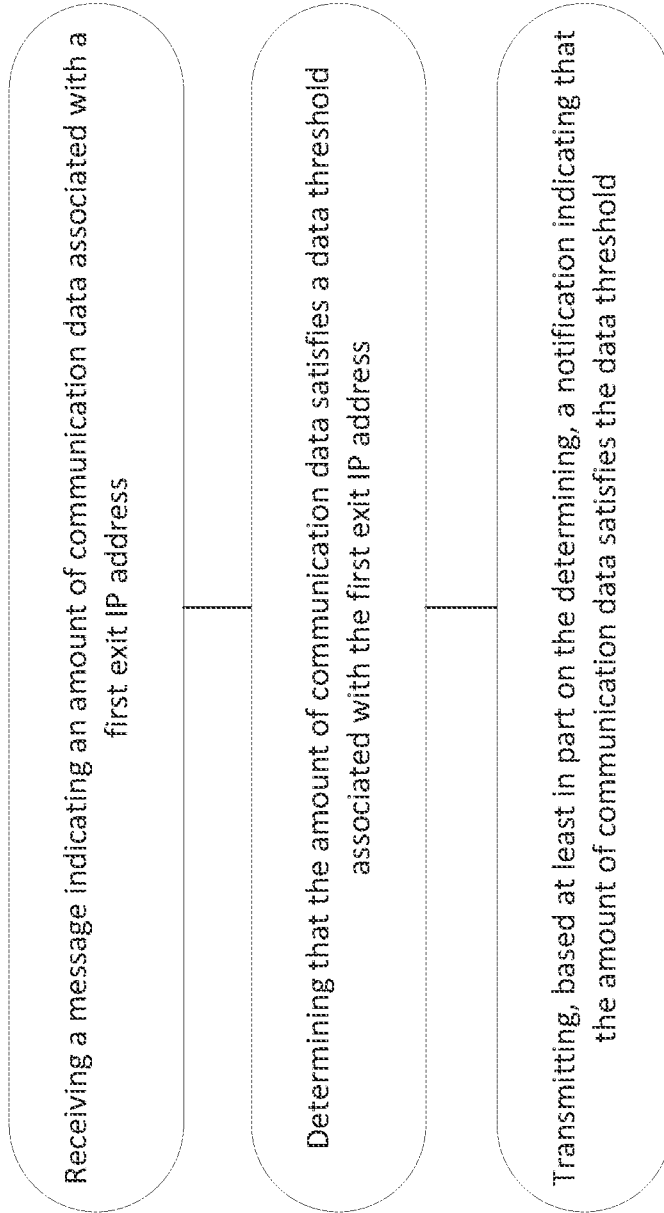 Receiving a message indicating an amount of communication data associated with a
first exit IP address
Determining that the amount of communication data satisfies a data threshold
associated with the first exit IP address
Transmitting, based at least in part on the determining, a notification indicating that
the amount of communication data satisfies the data threshold